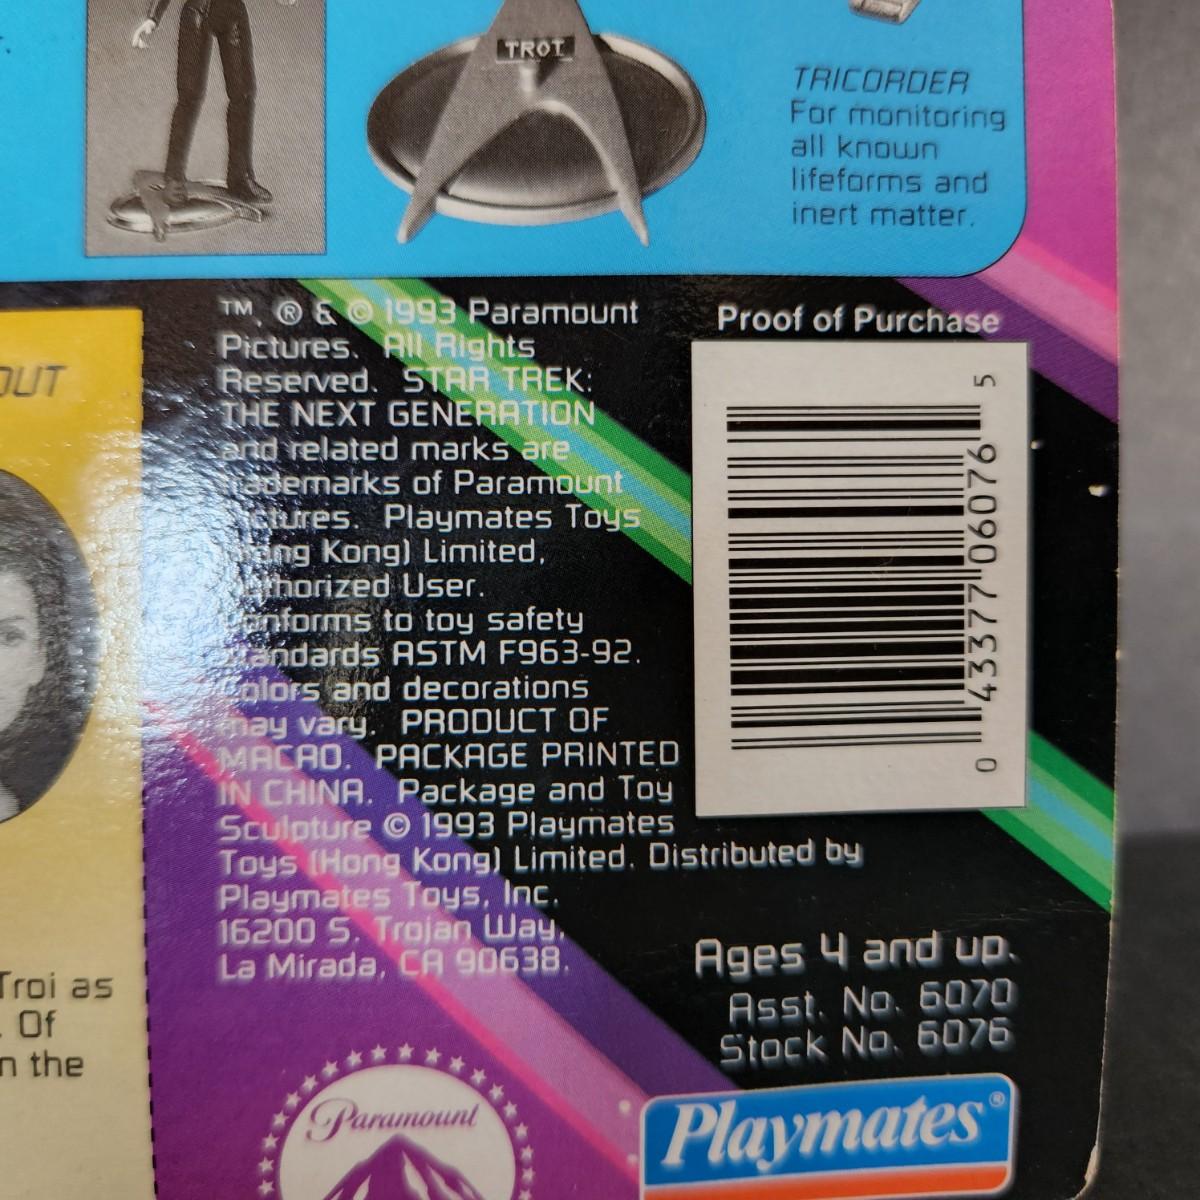 TROI
TRICORDER
For monitoring
all known
lifeforms and
inert matter.
OUT
Troi as
. Of
n the
™, ® & © 1993 Paramount
Pictures. All Rights
Reserved. STAR TREK:
THE NEXT GENERATION
and related marks are
trademarks of Paramount
Pictures. Playmates Toys
(Hong Kong) Limited,
Authorized User.
Conforms to toy safety
standards ASTM F963-92.
Colors and decorations
may vary. PRODUCT OF
MACAO. PACKAGE PRINTED
IN CHINA. Package and Toy
Sculpture © 1993 Playmates
Toys (Hong Kong) Limited. Distributed by
Playmates Toys, Inc.
16200 S. Trojan Way,
La Mirada, CA 90638.
Proof of Purchase
0 43377 06076 5
Ages 4 and up.
Asst. No. 6070
Stock No. 6076
Paramount
Playmates®